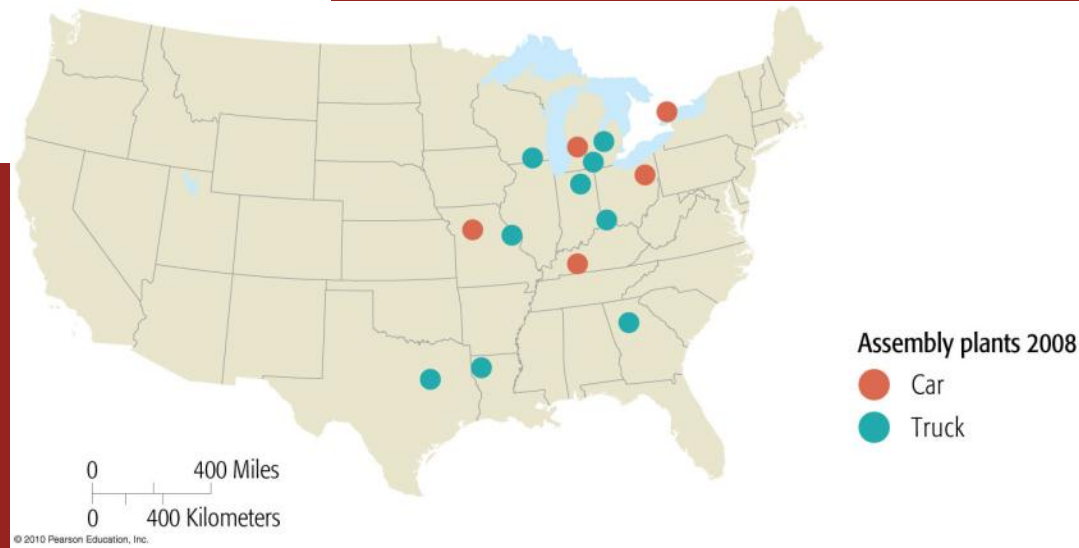 Assembly plants 2008
Car
Truck
0 400 Miles
0 400 Kilometers
© 2010 Pearson Education, Inc.